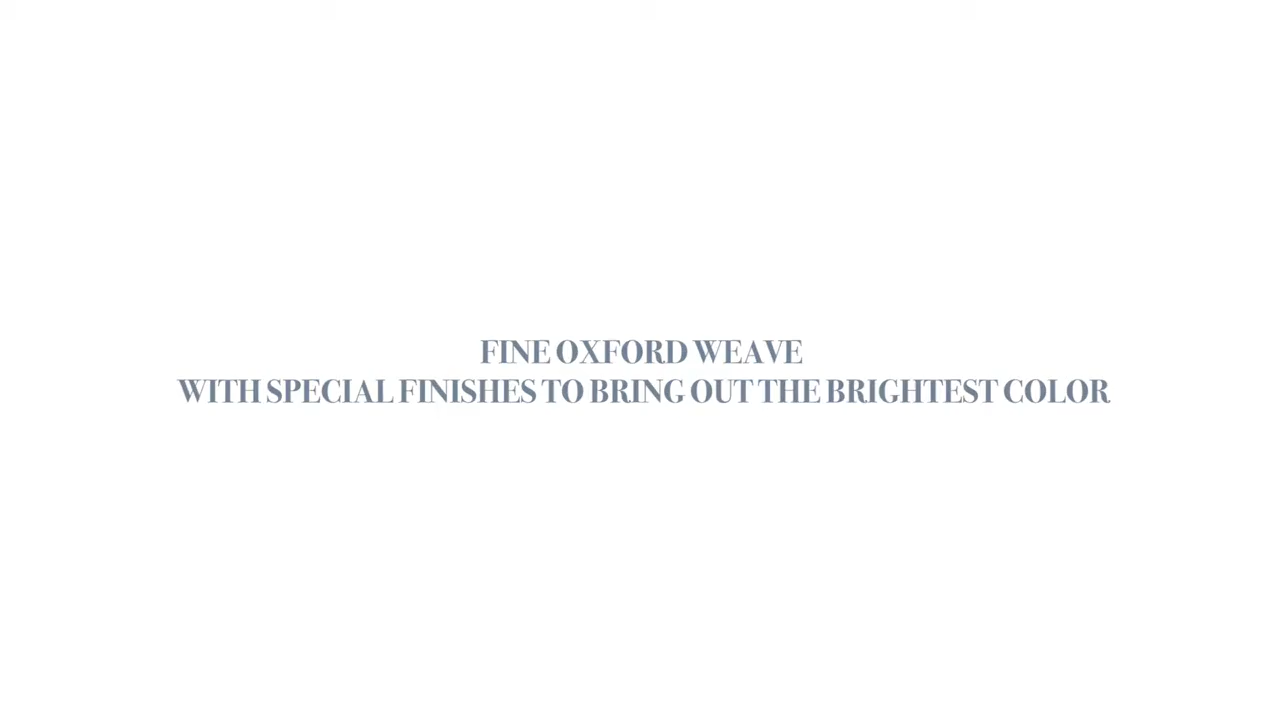 FINE OXFORD WEAVE
WITH SPECIAL FINISHES TO BRING OUT THE BRIGHTEST COLOR